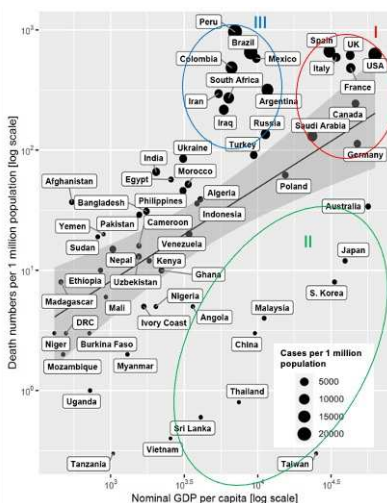 III
I
Peru
10³
Brazil
Spain
UK
Colombia
Mexico
Italy
USA
South Africa
France
Iran
Argentina
Canada
Iraq
Russia
Saudi Arabia
Ukraine
Turkey
Germany
10²
India
Morocco
Afghanistan
Egypt
Poland
Bangladesh
Philippines
Algeria
Australia
Yemen
Pakistan
Cameroon
Indonesia
Sudan
Venezuela
II
Nepal
Kenya
Japan
10¹
Ethiopia
Ghana
Uzbekistan
S. Korea
Madagascar
Mali
Nigeria
Angola
Malaysia
DRC
Ivory Coast
Niger
Burkina Faso
China
Mozambique
Myanmar
Cases per 1 million
population
5000
10000
15000
20000
10⁰
Uganda
Thailand
Sri Lanka
Vietnam
Tanzania
Taiwan
10³
10³·⁵
10⁴
10⁴·⁵
Nominal GDP per capita [log scale]
Death numbers per 1 million population [log scale]